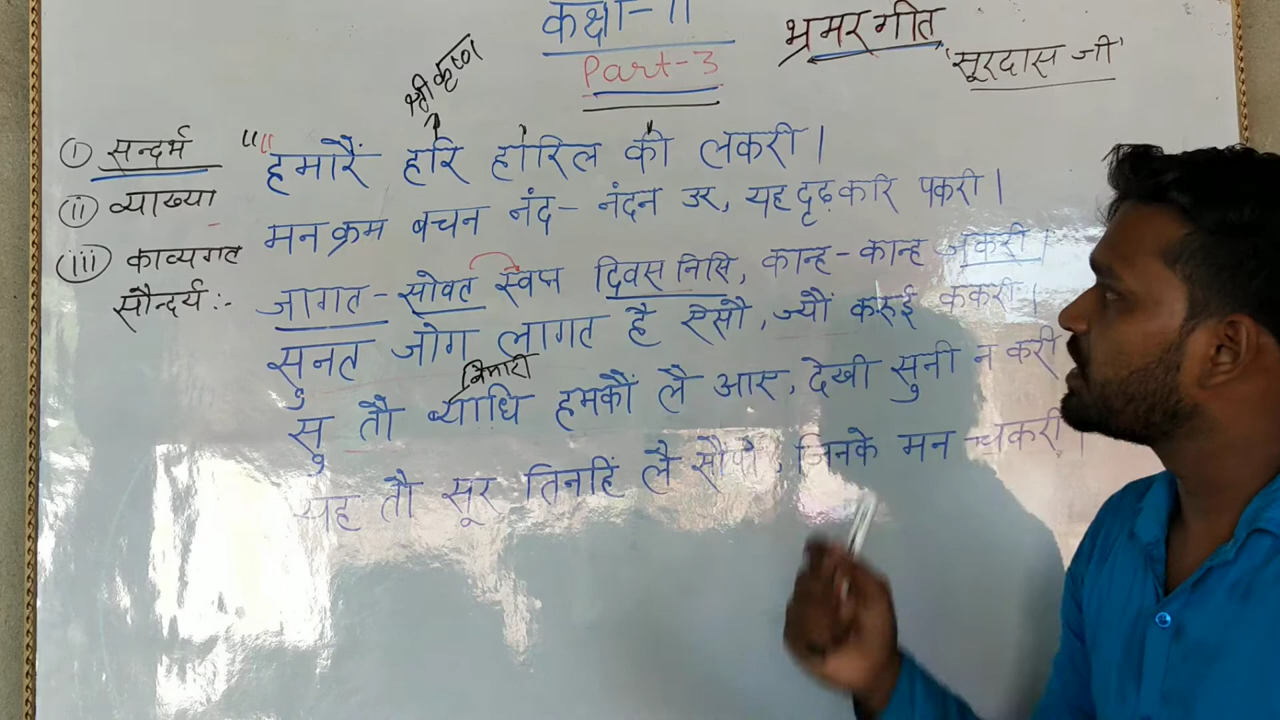 कक्षा-11
Part-3
भ्रमरगीत
'सूरदास जी'
श्री कृष्ण
① सन्दर्भ
ⅱ व्याख्या
ⅲ काव्यगत
सौन्दर्य:-
"हमारैं हरि हारिल की लकरी।
मन क्रम बचन नंद-नंदन उर, यह दृढ़ करि पकरी।
जागत-सोवत स्वप्न दिवस निसि, कान्ह-कान्ह जकरी।
सुनत जोग लागत है ऐसौ, ज्यौं करुई ककरी।
बिमारी
सु तौ ब्याधि हमकौं लै आए, देखी सुनी न करी
यह तौ सूर तिनहिं लै सौंपौ, जिनके मन चकरी।